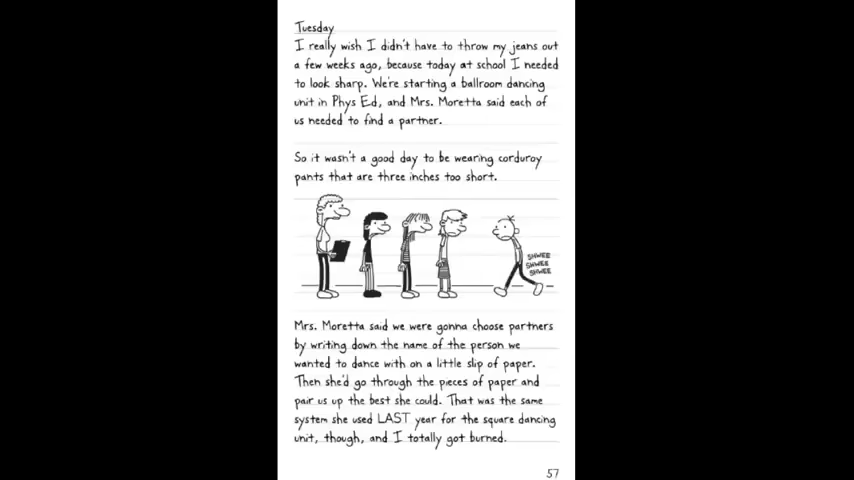 Tuesday
I really wish I didn't have to throw my jeans out
a few weeks ago, because today at school I needed
to look sharp. We're starting a ballroom dancing
unit in Phys Ed, and Mrs. Moretta said each of
us needed to find a partner.
So it wasn't a good day to be wearing corduroy
pants that are three inches too short.
SHWEE
SHWEE
SHWEE
Mrs. Moretta said we were gonna choose partners
by writing down the name of the person we
wanted to dance with on a little slip of paper.
Then she'd go through the pieces of paper and
pair us up the best she could. That was the same
system she used LAST year for the square dancing
unit, though, and I totally got burned.
57